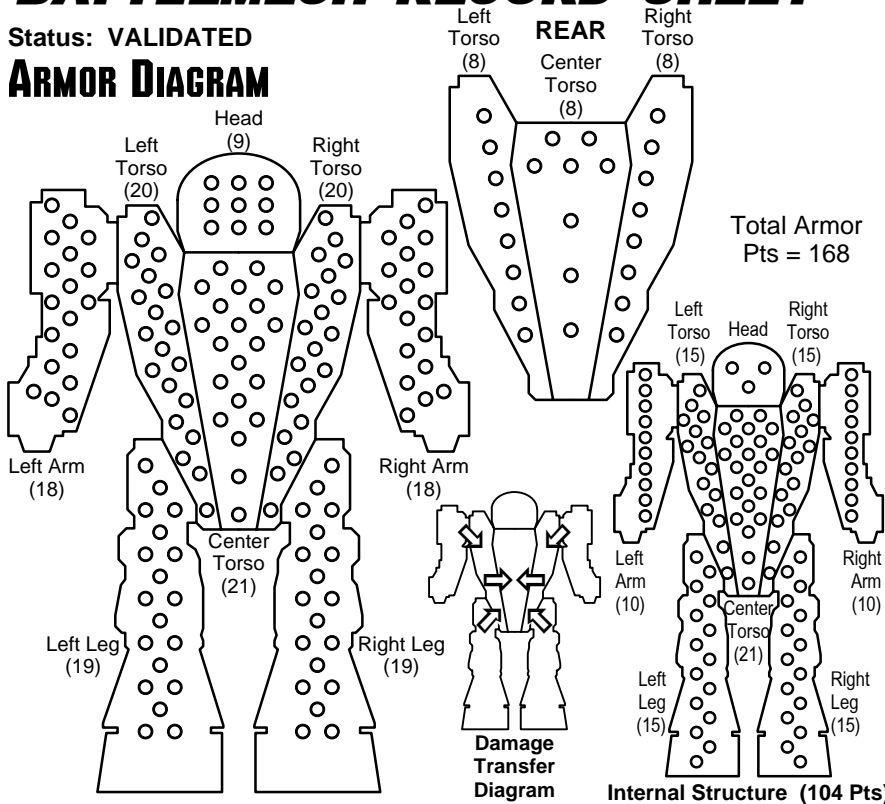 BATTLEMECH RECORD SHEET
Status: VALIDATED
ARMOR DIAGRAM
Head
(9)
Left
Torso
(20)
Right
Torso
(20)
Left Arm
(18)
Right Arm
(18)
Center
Torso
(21)
Left Leg
(19)
Right Leg
(19)
REAR
Left
Torso
(8)
Center
Torso
(8)
Right
Torso
(8)
Total Armor
Pts = 168
Left
Torso
(15)
Head
Right
Torso
(15)
Left
Arm
(10)
Right
Arm
(10)
Center
Torso
(21)
Left
Leg
(15)
Right
Leg
(15)
Damage
Transfer
Diagram
Internal Structure (104 Pts)